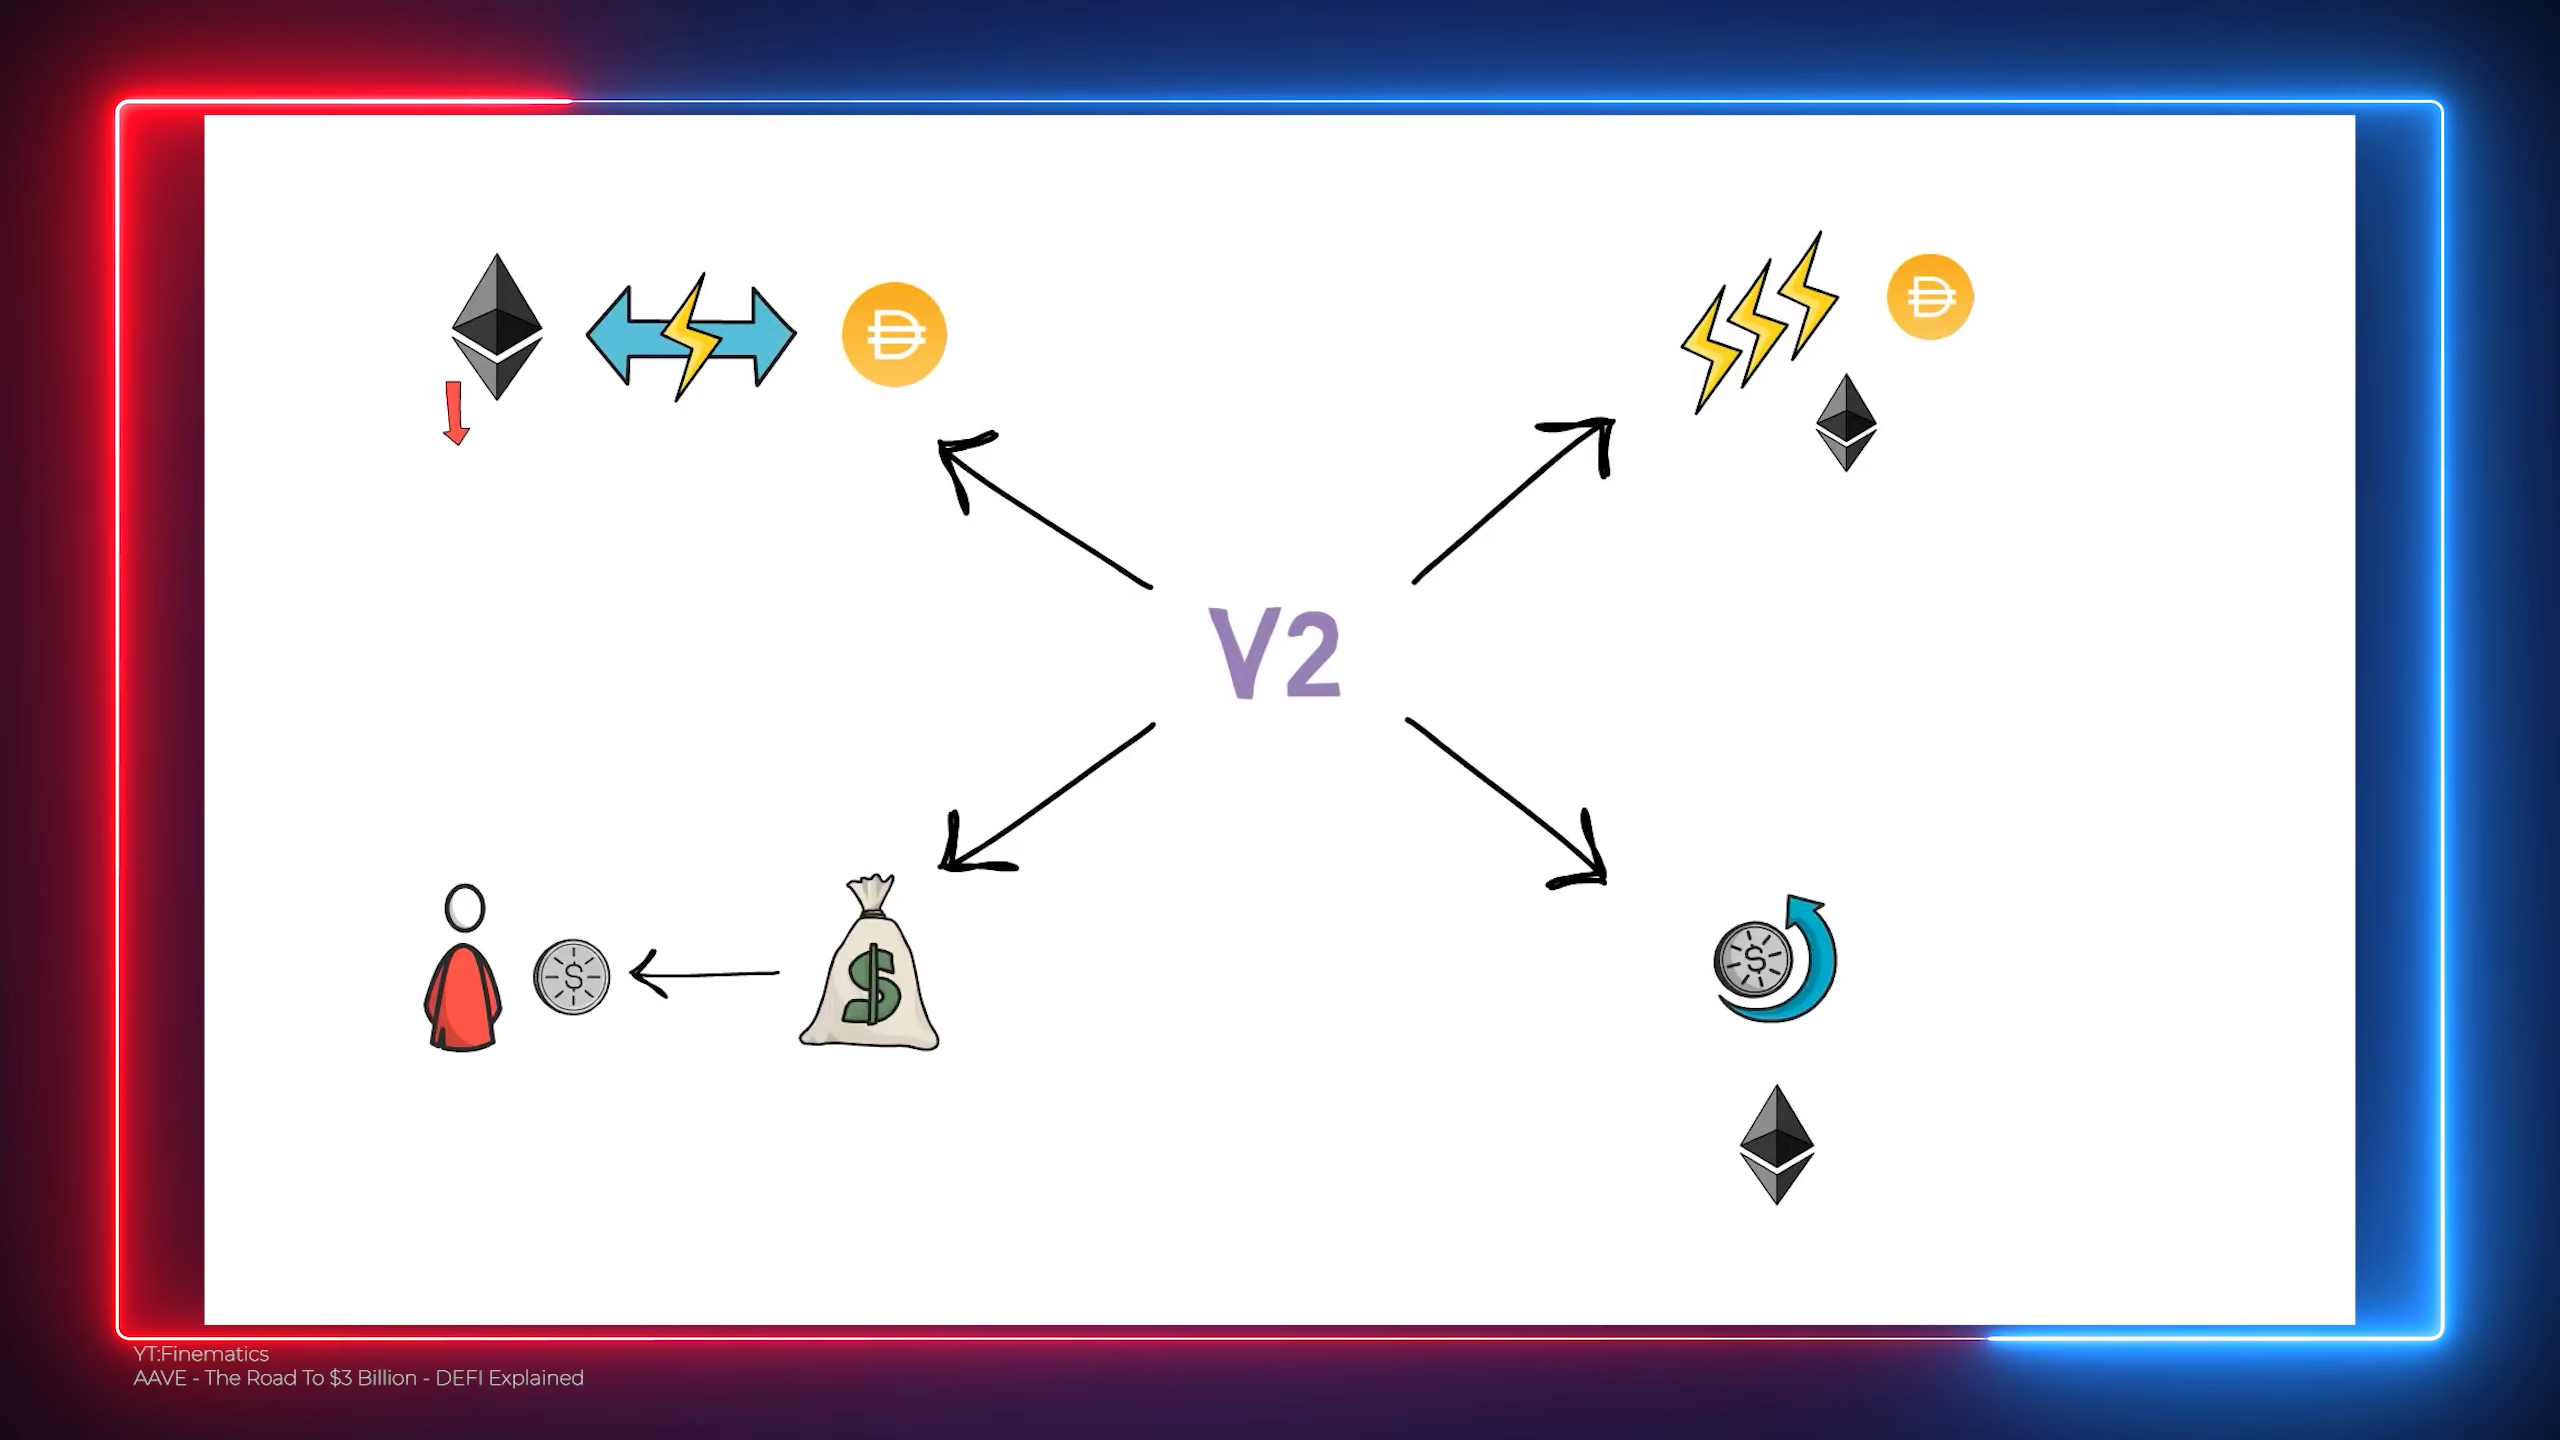 V2
YT:Finematics
AAVE - The Road To $3 Billion - DEFI Explained